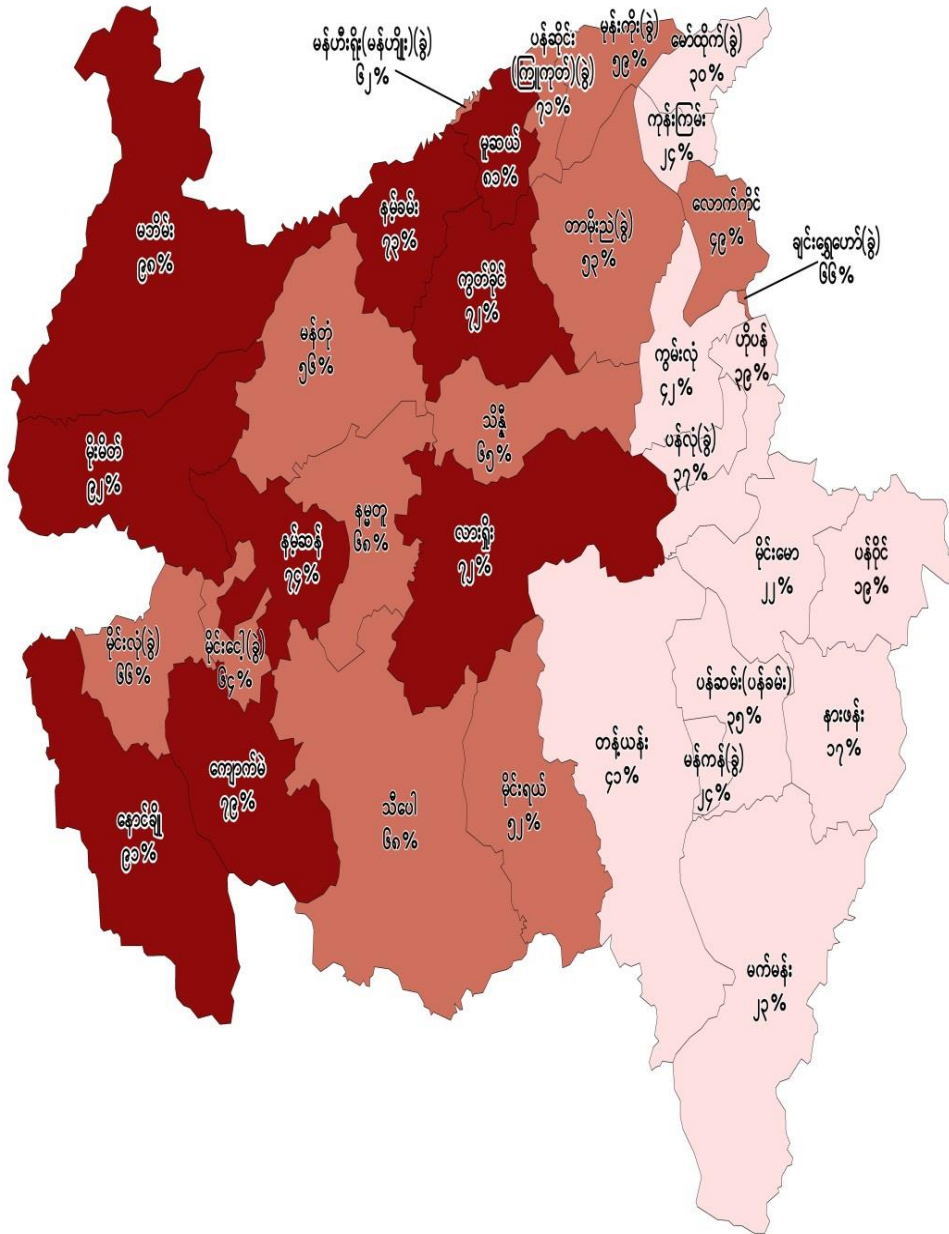 မန်ဟီးရိုး(မန်ဟျိုး)(ခွဲ)
၆၂%
ပန်ဆိုင်း
(ကြူကုတ်)(ခွဲ)
၇၁%
မုန်းကိုး(ခွဲ)
၅၉%
မော်ထိုက်(ခွဲ)
၃၀%
ကုန်းကြမ်း
၂၄%
မူဆယ်
၈၁%
နမ့်ခမ်း
၇၃%
မဘိမ်း
၉၈%
တာမိုးညဲ(ခွဲ)
၅၃%
လောက်ကိုင်
၄၉%
ချင်းရွှေဟော်(ခွဲ)
၆၆%
ကွတ်ခိုင်
၇၂%
မန်တုံ
၅၆%
ကွမ်းလုံ
၄၂%
ဟိုပန်
၃၉%
သိန္နီ
၆၅%
ပန်လုံ(ခွဲ)
၃၇%
မိုးမိတ်
၉၂%
နမ္မတူ
၆၈%
နမ့်ဆန်
၇၄%
လားရှိုး
၇၂%
မိုင်းမော
၂၂%
ပန်ဝိုင်
၁၉%
မိုင်းလုံ(ခွဲ)
၆၆%
မိုင်းငေါ့(ခွဲ)
၆၄%
ပန်ဆမ်း(ပန်ခမ်း)
၃၅%
နားဖန်း
၁၇%
တန့်ယန်း
၄၁%
မန်ကန်(ခွဲ)
၂၄%
ကျောက်မဲ
၇၉%
သီပေါ
၆၈%
မိုင်းရယ်
၅၂%
နောင်ချို
၉၁%
မက်မန်း
၂၃%